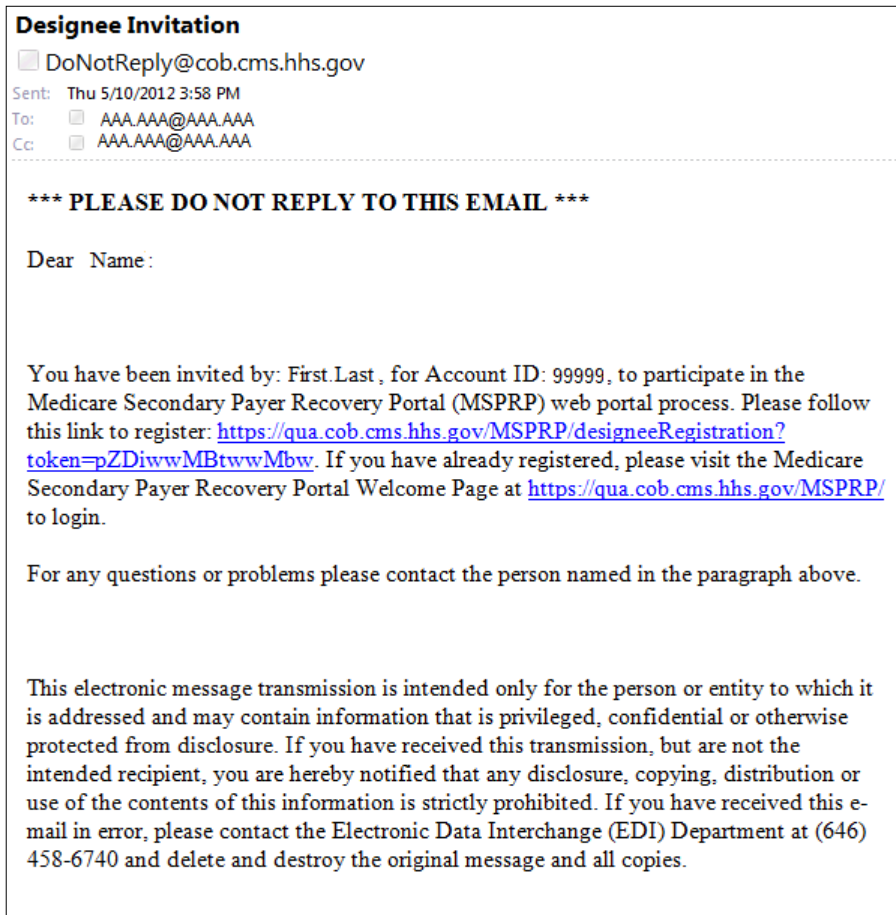 Designee Invitation
DoNotReply@cob.cms.hhs.gov
Sent: Thu 5/10/2012 3:58 PM
To: AAA.AAA@AAA.AAA
Cc: AAA.AAA@AAA.AAA
*** PLEASE DO NOT REPLY TO THIS EMAIL ***
Dear Name:
You have been invited by: First.Last, for Account ID: 99999, to participate in the
Medicare Secondary Payer Recovery Portal (MSPRP) web portal process. Please follow
this link to register: https://qua.cob.cms.hhs.gov/MSPRP/designeeRegistration?
token=pZDiwwMBtwwMbw. If you have already registered, please visit the Medicare
Secondary Payer Recovery Portal Welcome Page at https://qua.cob.cms.hhs.gov/MSPRP/
to login.
For any questions or problems please contact the person named in the paragraph above.
This electronic message transmission is intended only for the person or entity to which it
is addressed and may contain information that is privileged, confidential or otherwise
protected from disclosure. If you have received this transmission, but are not the
intended recipient, you are hereby notified that any disclosure, copying, distribution or
use of the contents of this information is strictly prohibited. If you have received this e-
mail in error, please contact the Electronic Data Interchange (EDI) Department at (646)
458-6740 and delete and destroy the original message and all copies.